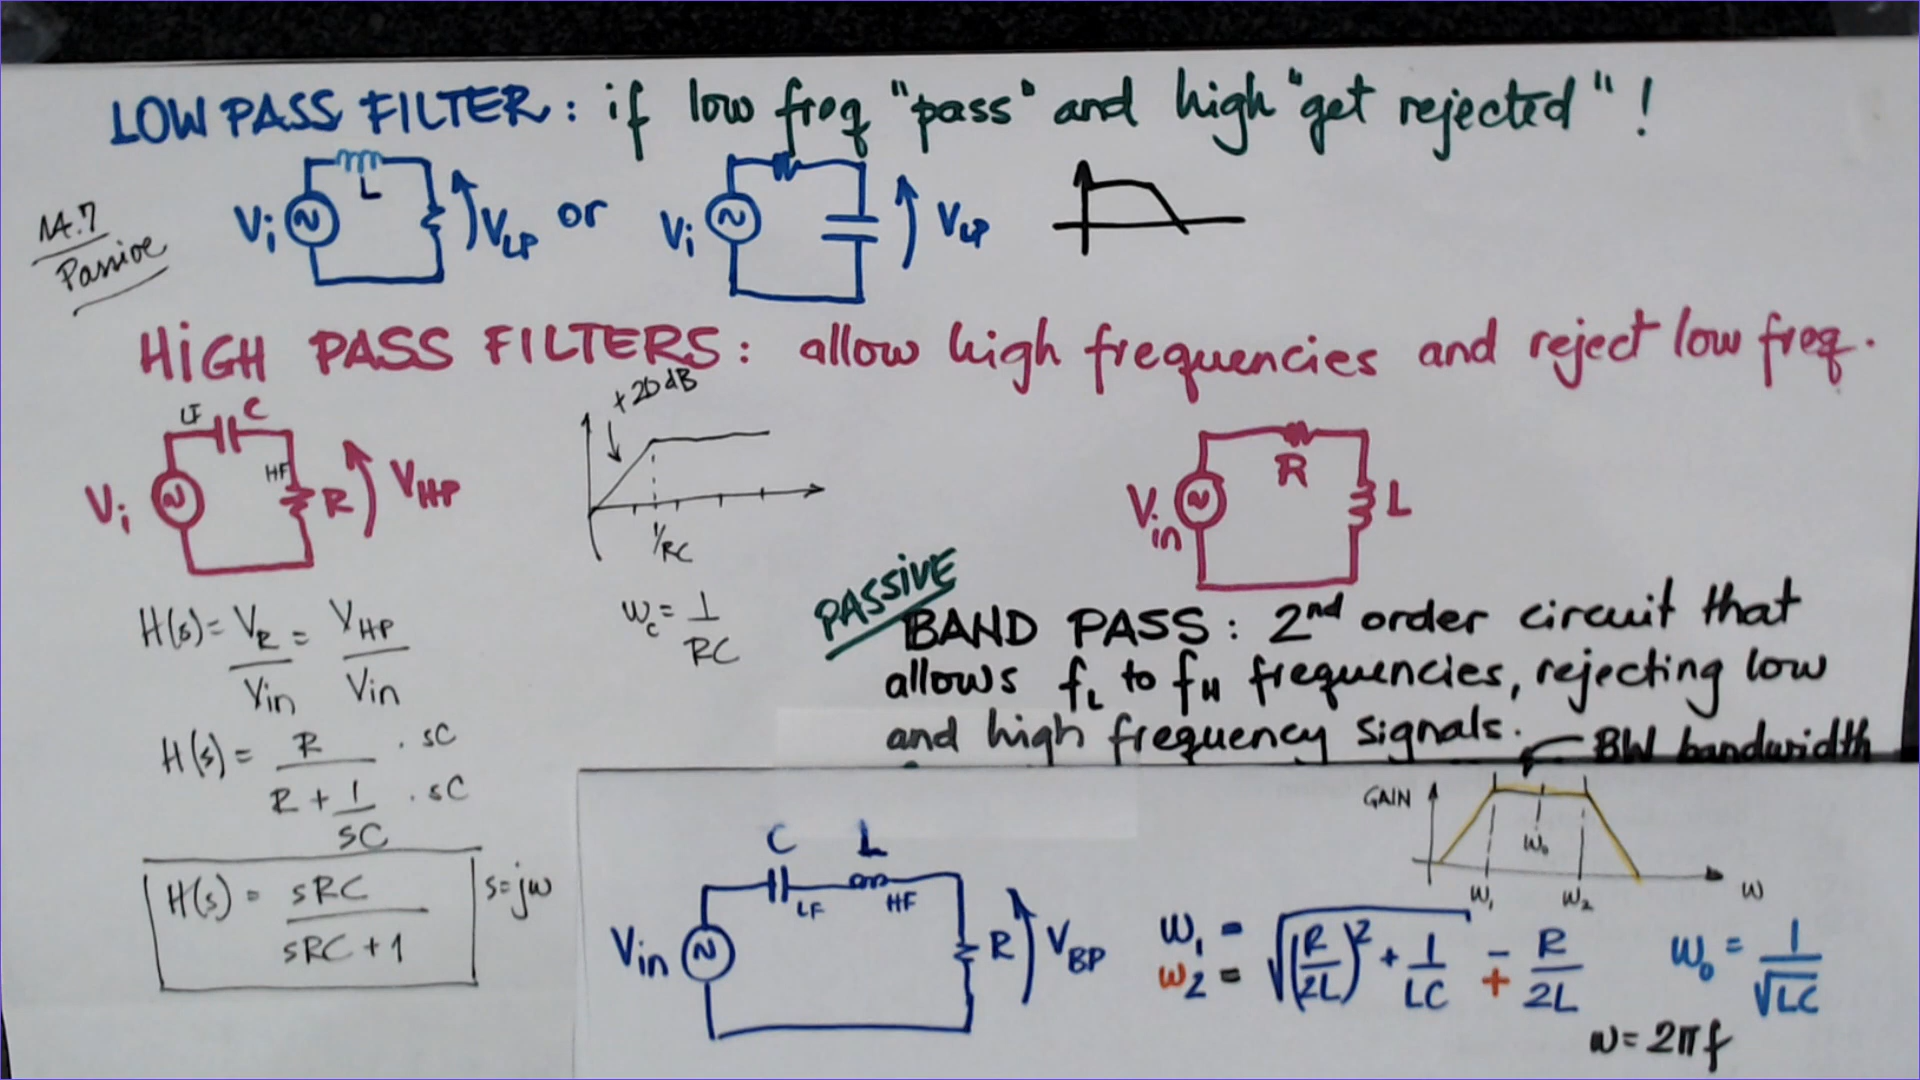 LOW PASS FILTER: if low freq "pass" and high "get rejected"!
14.7
Passive
Vi
L
VLP
or
Vi
VLP
HIGH PASS FILTERS: allow high frequencies and reject low freq.
LF
C
HF
Vi
R
VHP
+20dB
1/RC
ωc = 1/RC
R
Vin
L
H(s) = VR/Vin = VHP/Vin
H(s) = R . sC
R + 1/sC . sC
H(s) = sRC/sRC + 1
s=jω
PASSIVE
BAND PASS: 2nd order circuit that
allows fL to fH frequencies, rejecting low
and high frequency signals.
BW bandwidth
GAIN
ω0
ω1
ω2
ω
C
L
LF
HF
Vin
R
VBP
ω1 =
ω2 = √(R/2L)² + 1/LC ∓ R/2L
ω0 = 1/√LC
ω = 2πf